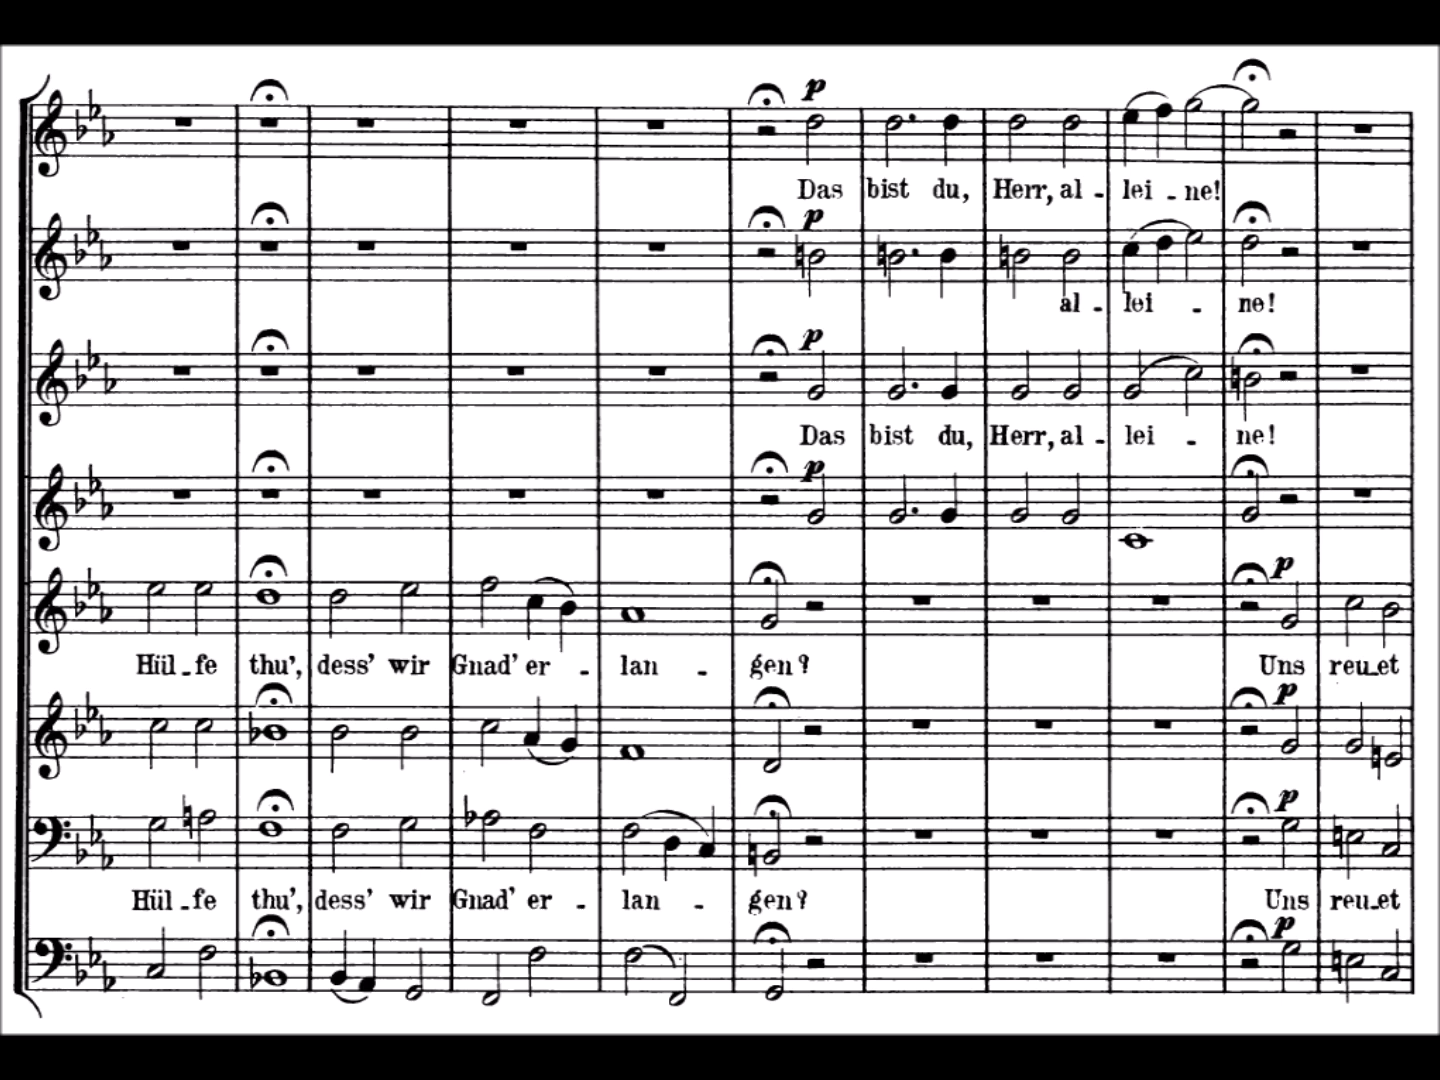 p
Das bist du, Herr, al - lei - ne!
p
al - lei - ne!
p
Das bist du, Herr, al - lei - ne!
p
p
Hül - fe thu', dess' wir Gnad' er - lan - gen? Uns reu - et
p
p
Hül - fe thu', dess' wir Gnad' er - lan - gen? Uns reu - et
p